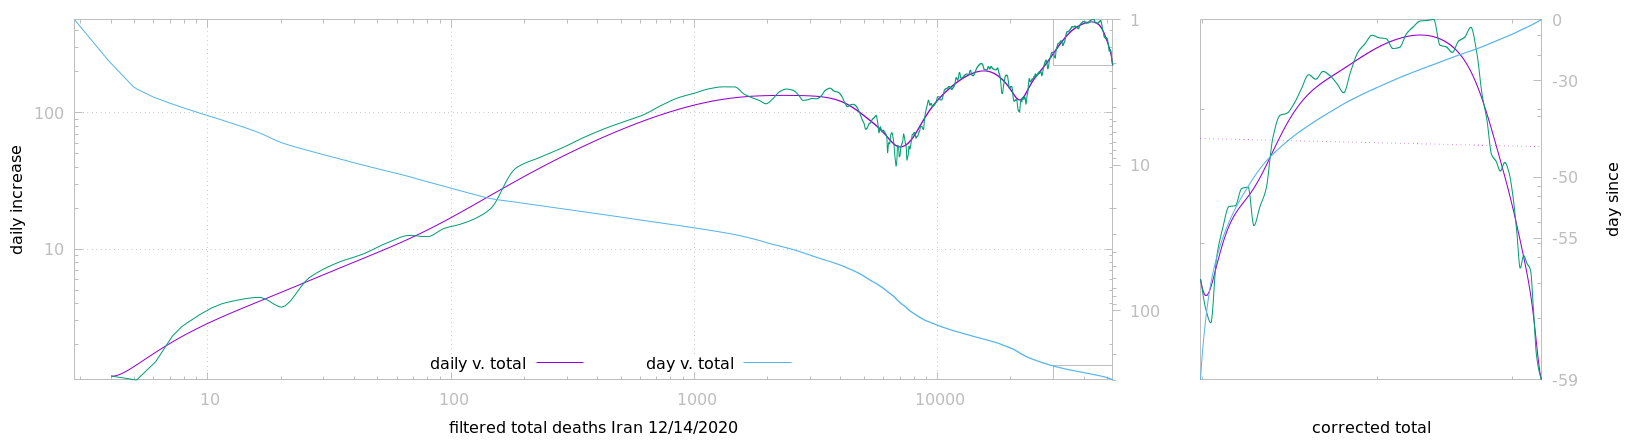 daily increase
100
10
10
100
1000
10000
1
10
100
daily v. total
day v. total
filtered total deaths Iran 12/14/2020
0
-30
-50
-55
-59
day since
corrected total